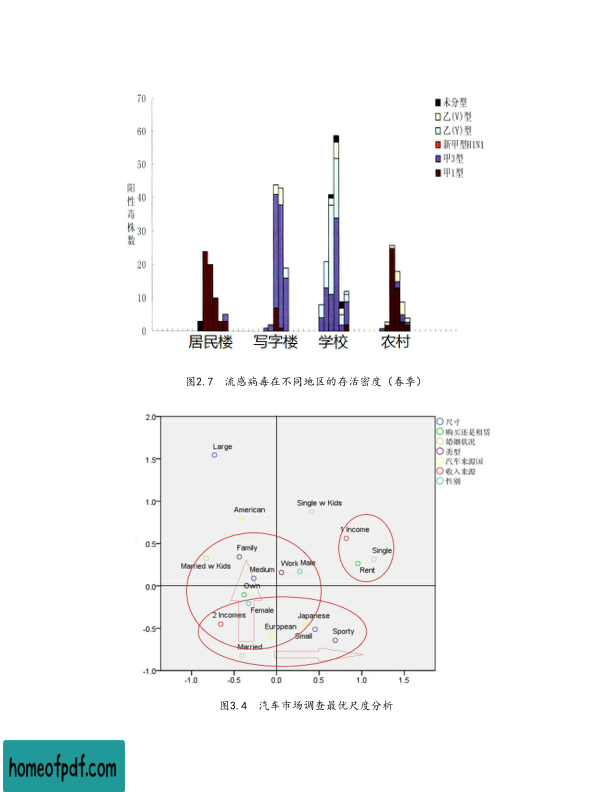 70
60
50
40
30
20
10
0
阳性毒株数
未分型
乙(V)型
乙(Y)型
新甲型H1N1
甲3型
甲1型
居民楼 写字楼 学校 农村
图2.7 流感病毒在不同地区的存活密度（春季）
2.0
1.5
1.0
0.5
0.0
-0.5
-1.0
Large
American
Single w Kids
1 Income
Family
Single
Married w Kids
Work Male
Rent
Medium
Own
Female
2 Incomes
Japanese
European
Small
Sporty
Married
-1.0 -0.5 0.0 0.5 1.0 1.5
尺寸
购买还是租赁
婚姻状况
类型
汽车来源国
收入来源
性别
图3.4 汽车市场调查最优尺度分析
homeofpdf.com